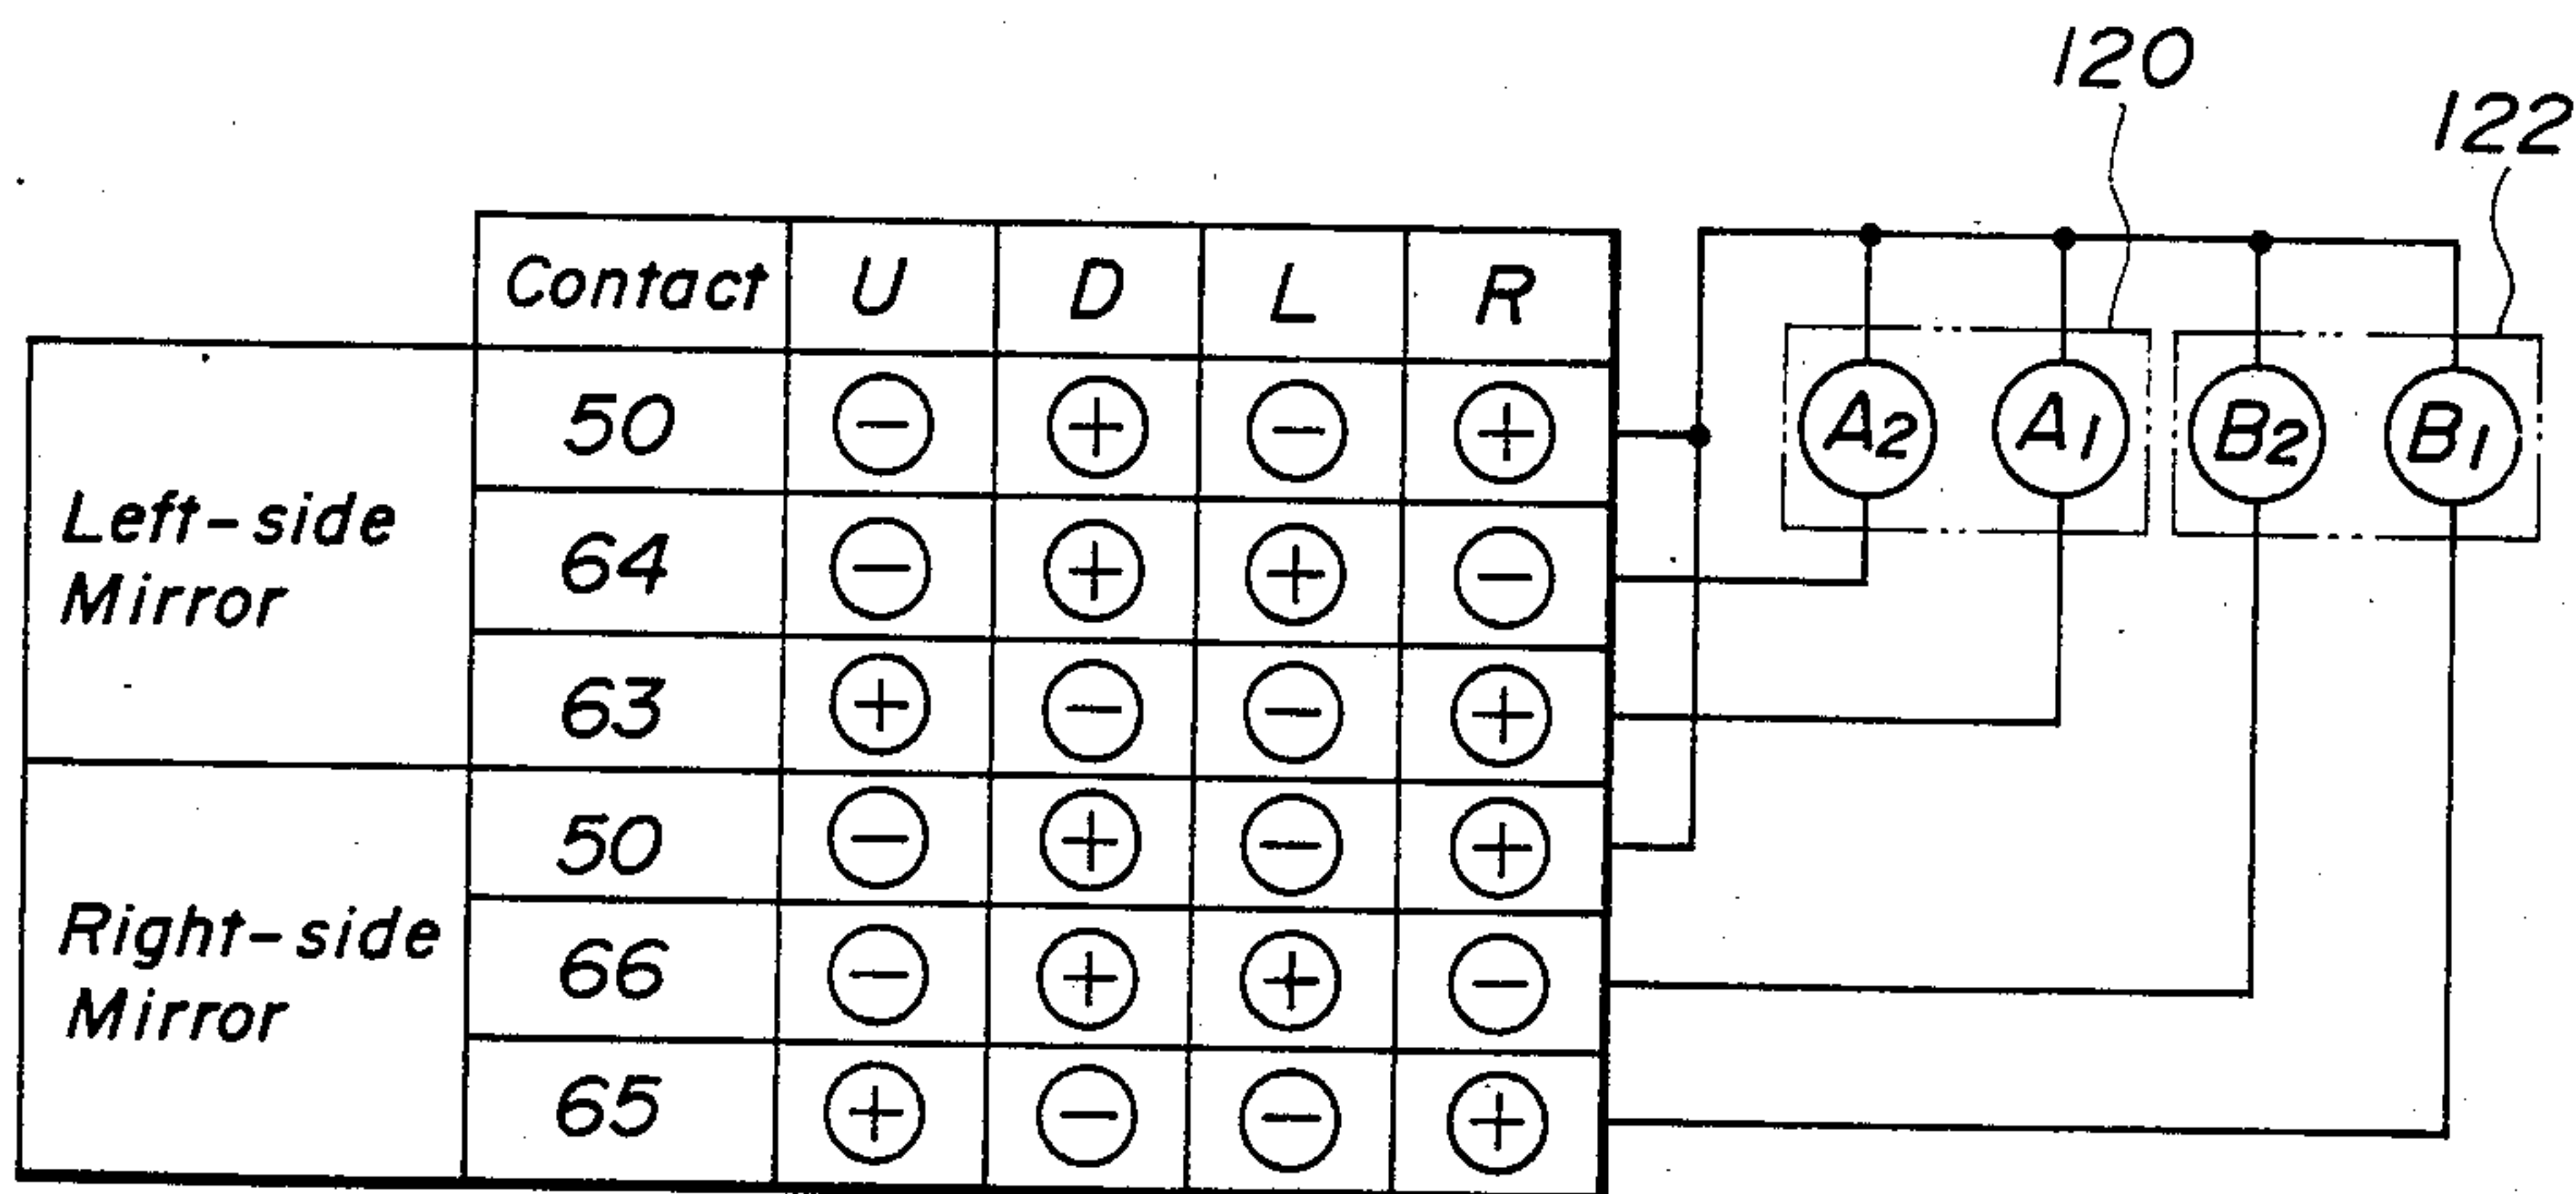 120
122
Contact U D L R
Left-side
Mirror
50 − + − +
64 − + + −
63 + − − +
Right-side
Mirror
50 − + − +
66 − + + −
65 + − − +
A2 A1 B2 B1